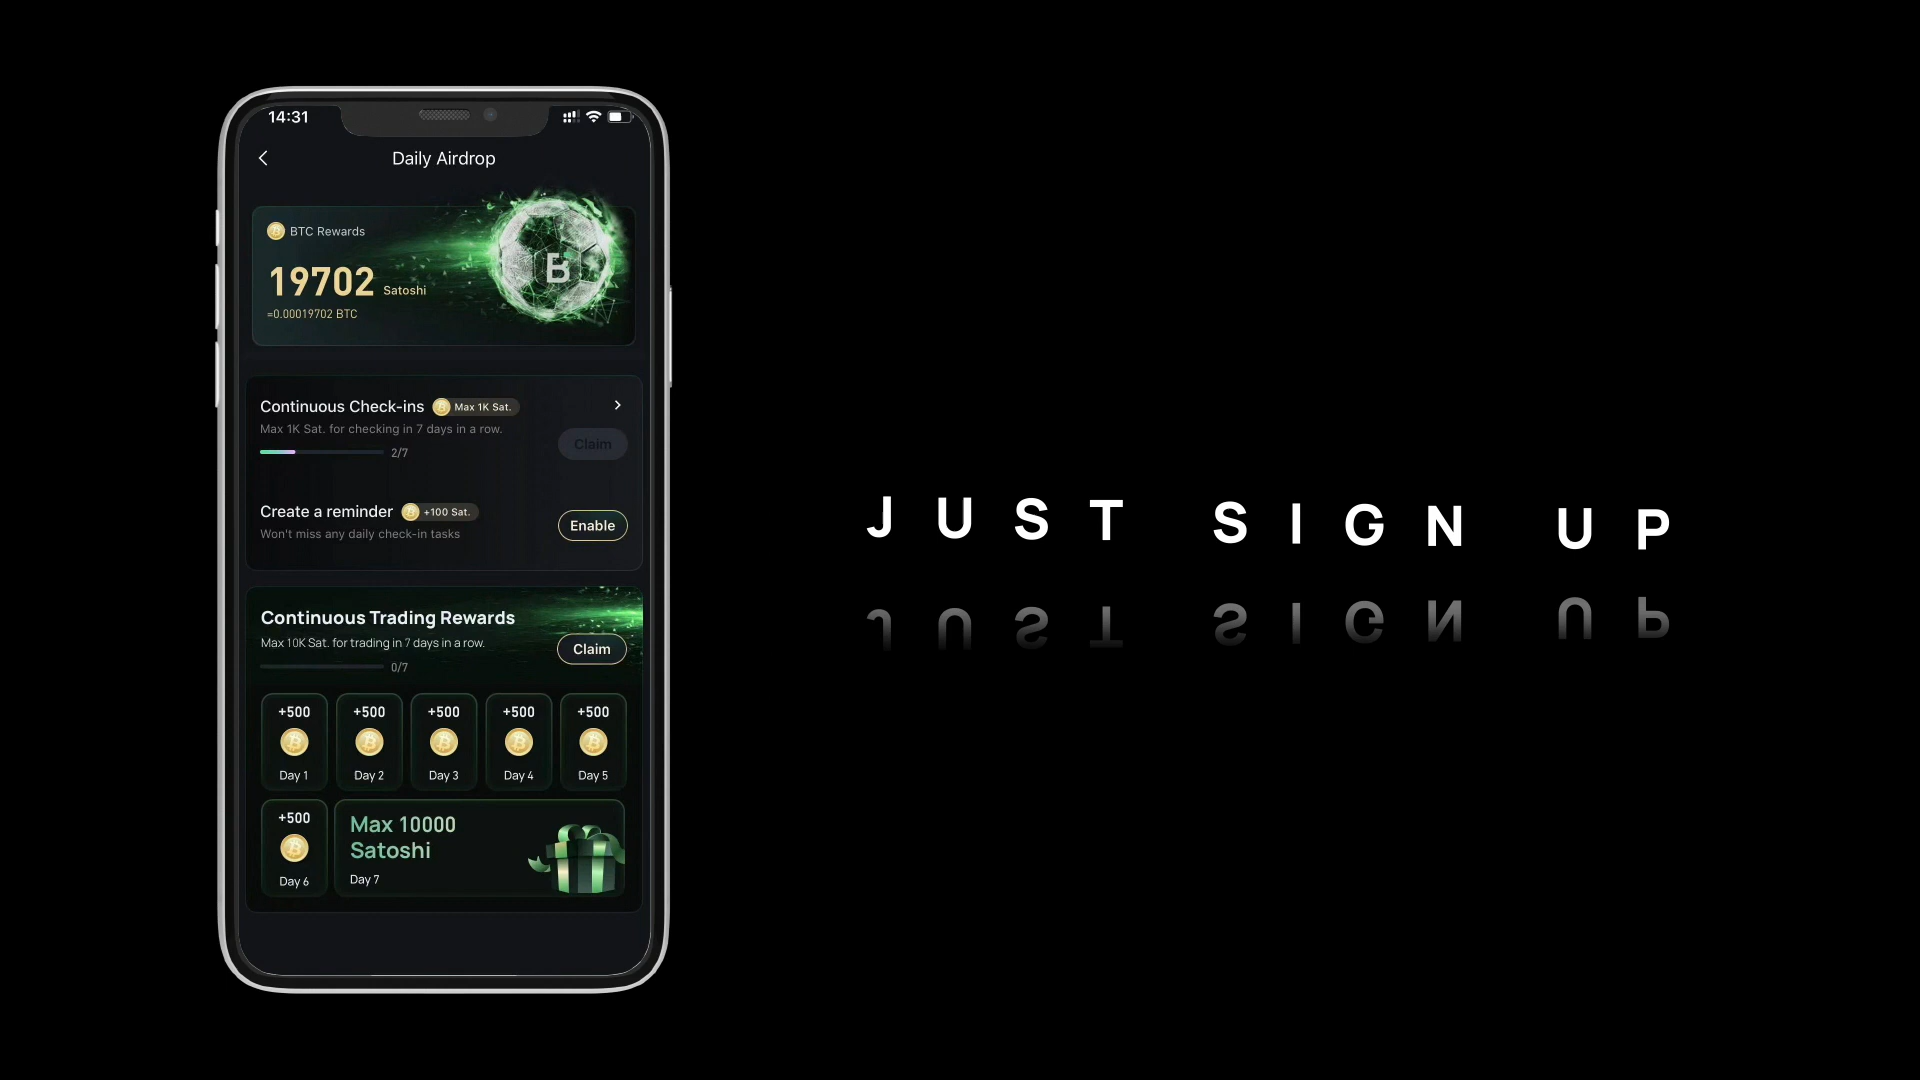 14:31
Daily Airdrop
BTC Rewards
19702 Satoshi
=0.00019702 BTC
Continuous Check-ins Max 1K Sat.
Max 1K Sat. for checking in 7 days in a row.
Claim
2/7
Create a reminder +100 Sat.
Enable
Won't miss any daily check-in tasks
Continuous Trading Rewards
Max 10K Sat. for trading in 7 days in a row.
Claim
0/7
+500 +500 +500 +500 +500
Day 1 Day 2 Day 3 Day 4 Day 5
+500
Day 6
Max 10000
Satoshi
Day 7
JUST SIGN UP